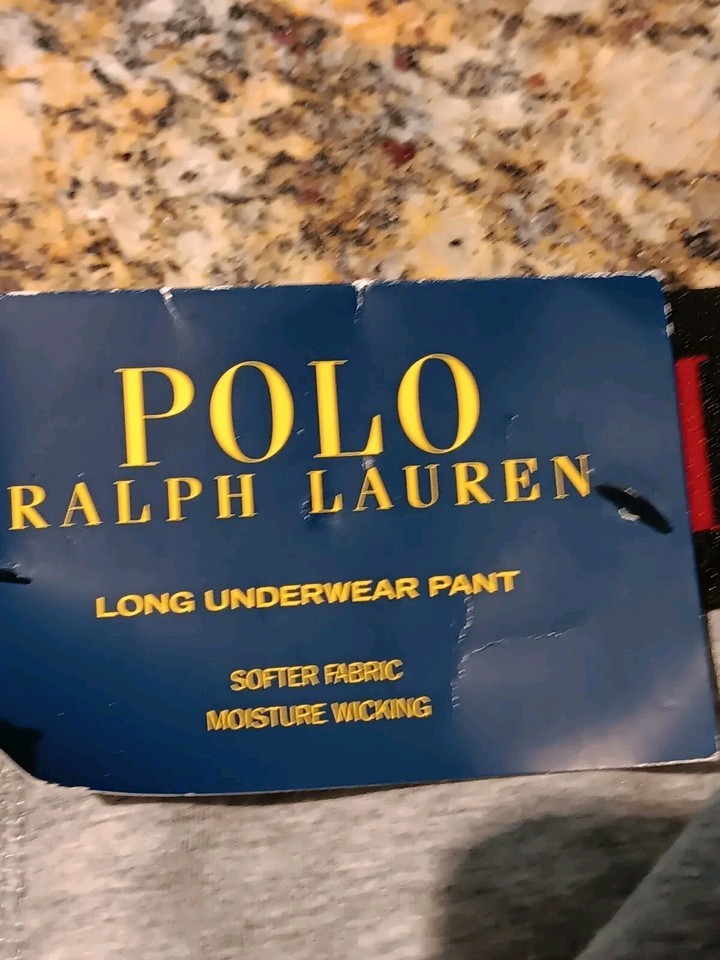 POLO
RALPH LAUREN
LONG UNDERWEAR PANT
SOFTER FABRIC
MOISTURE WICKING